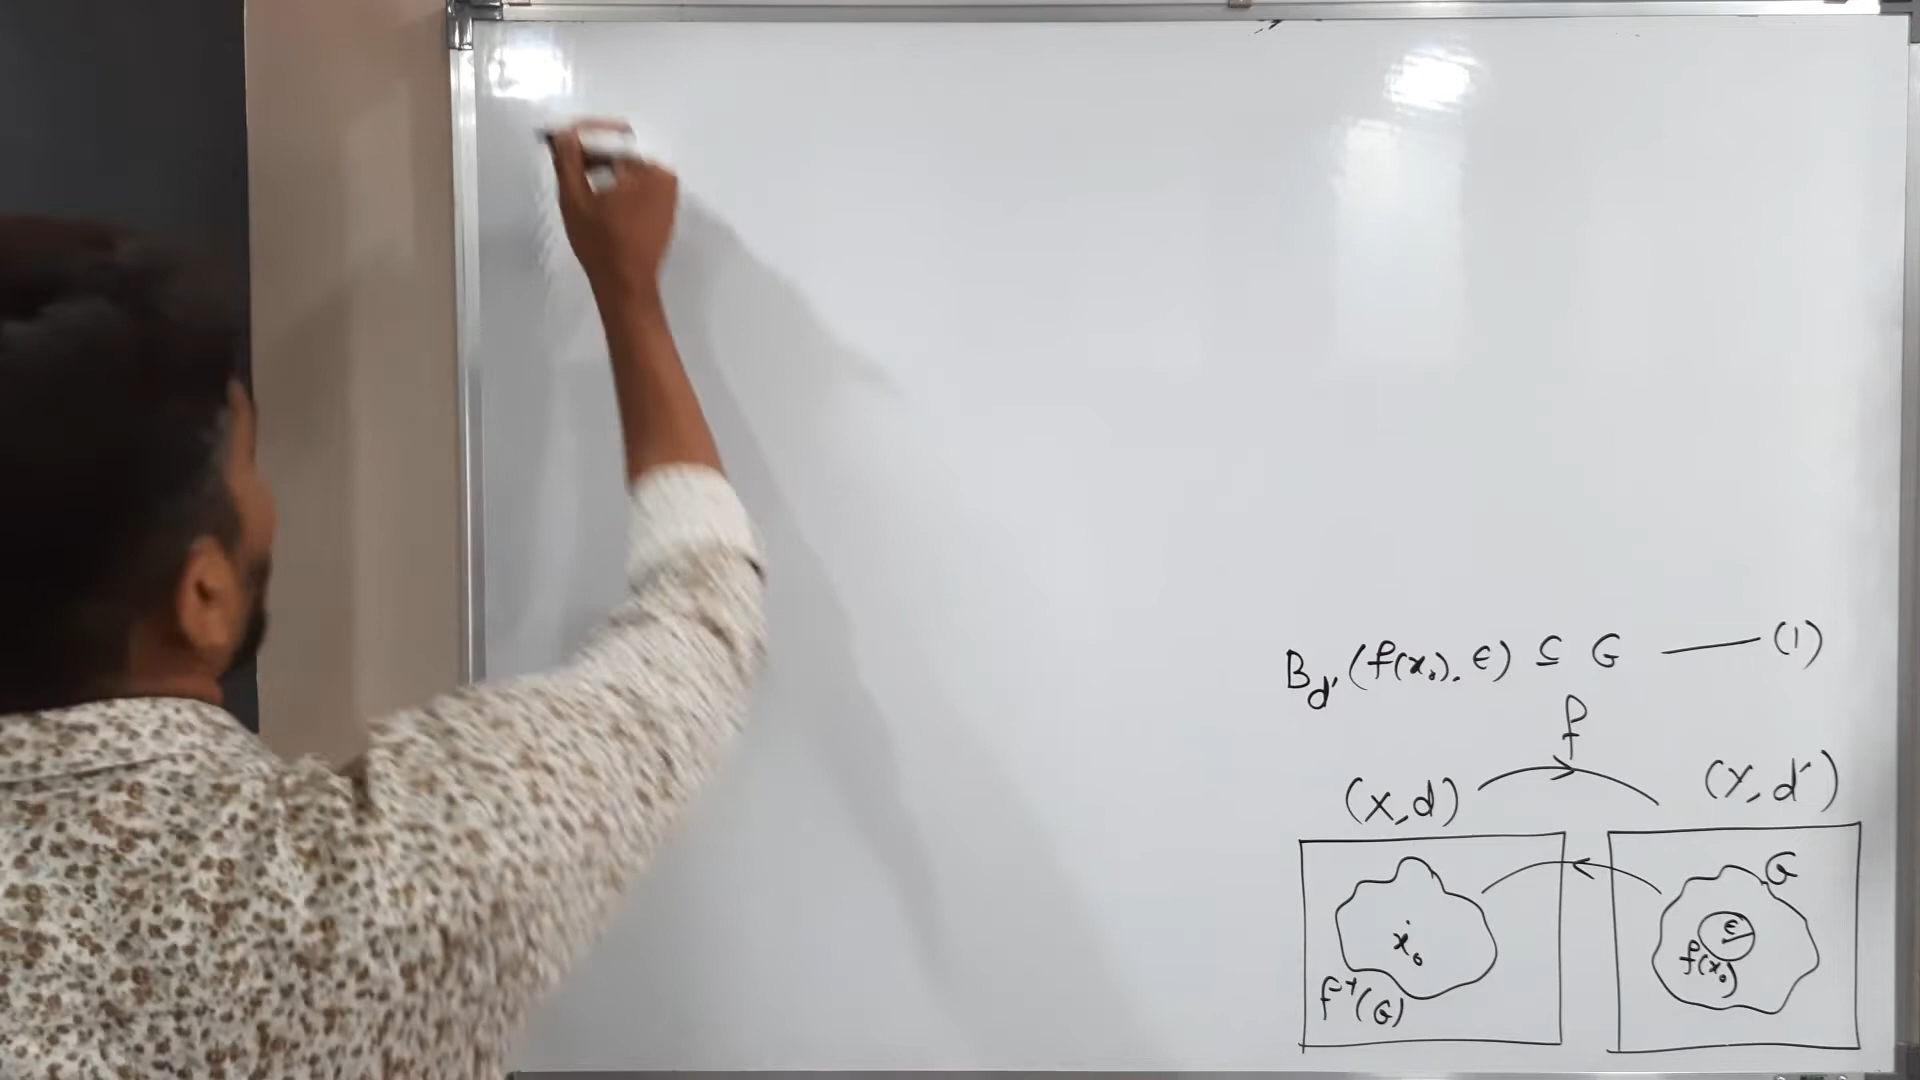 B_d′ (f(x₀), ϵ) ⊆ G —— (1)
f
(X, d) (Y, d′)
G
x₀ ϵ
f(x₀)
f⁻¹(G)